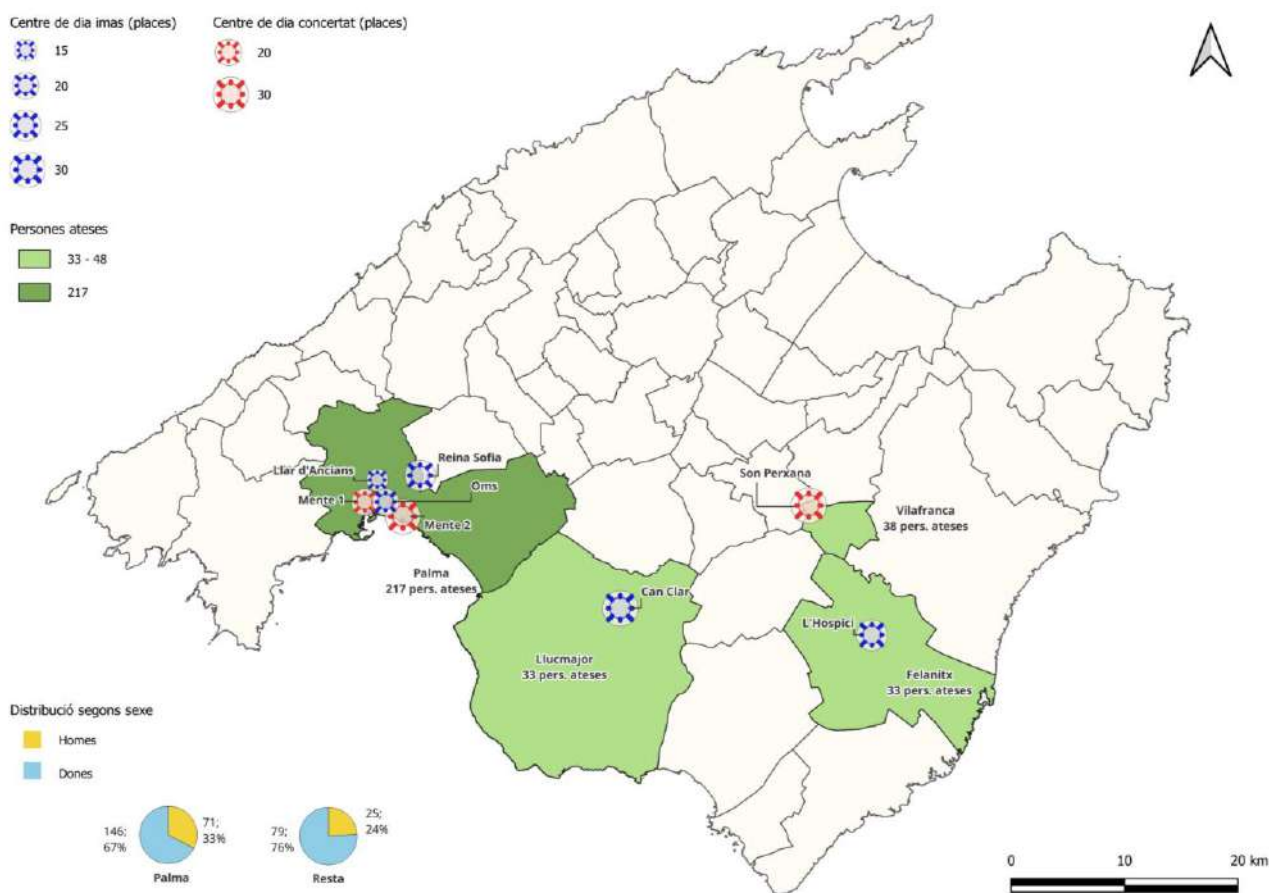 Centre de dia imas (places)
15
20
25
30
Centre de dia concertat (places)
20
30
Persones ateses
33 - 48
217
Llar d'Ancians
Reina Sofia
Oms
Mente 1
Mente 2
Palma
217 pers. ateses
Son Perxana
Vilafranca
38 pers. ateses
Can Clar
L'Hospici
Llucmajor
33 pers. ateses
Felanitx
33 pers. ateses
Distribució segons sexe
Homes
Dones
146;
67%
71;
33%
Palma
79;
76%
25;
24%
Resta
0 10 20 km